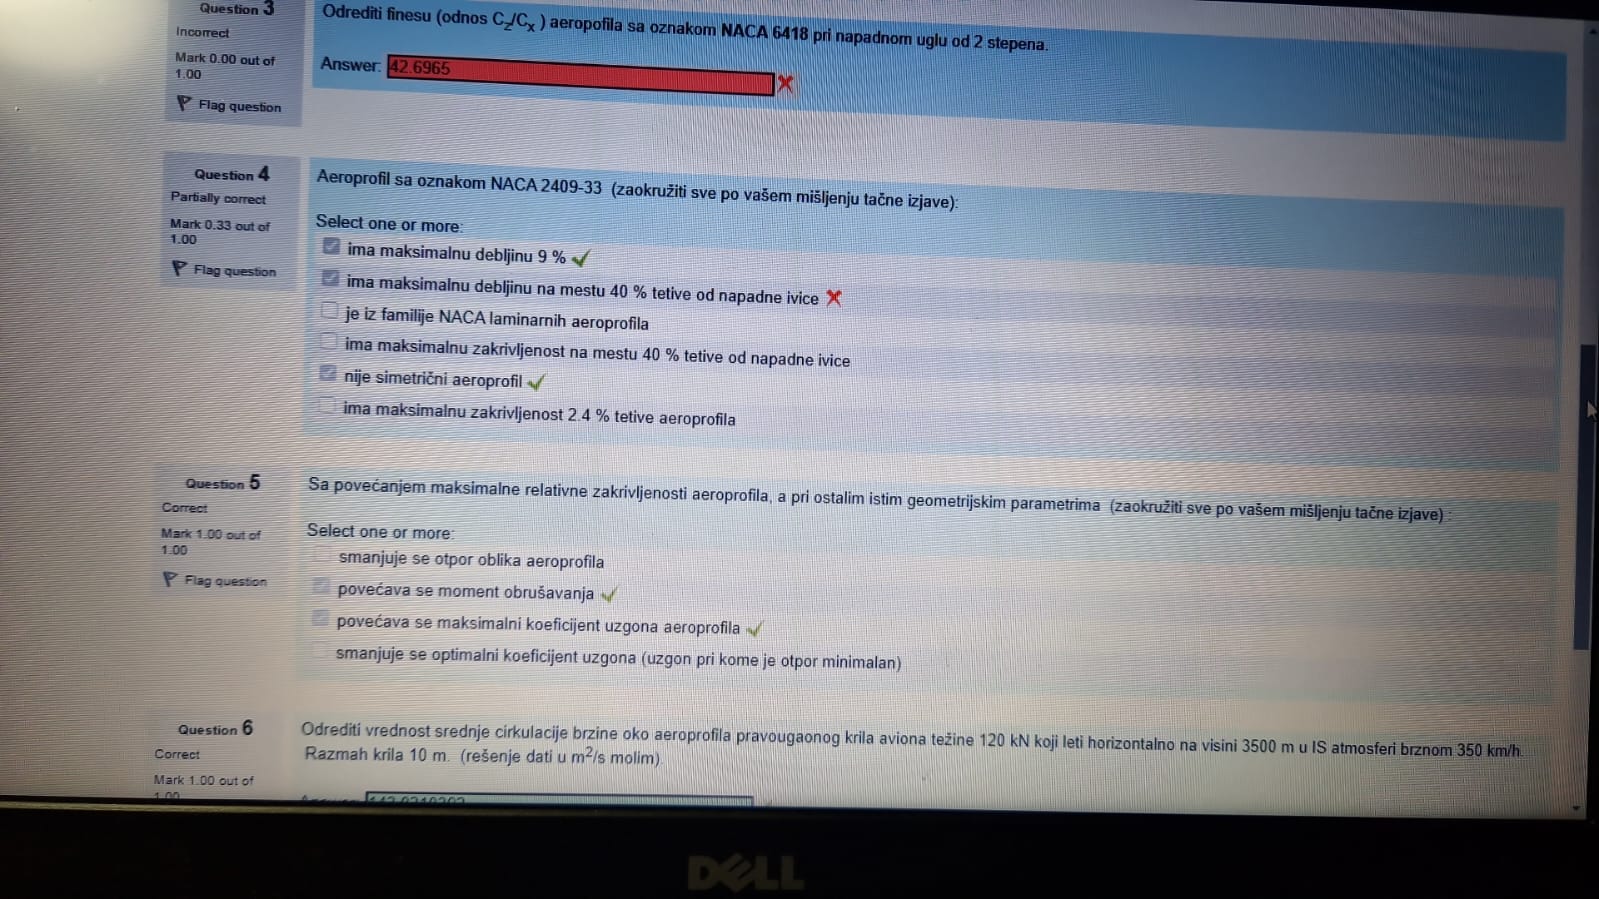 Question 3
Incorrect
Mark 0.00 out of
1.00
Flag question
Odrediti finesu (odnos Cz/Cx ) aeropofila sa oznakom NACA 6418 pri napadnom uglu od 2 stepena.
Answer: 42.6965
Question 4
Partially correct
Mark 0.33 out of
1.00
Flag question
Aeroprofil sa oznakom NACA 2409-33 (zaokružiti sve po vašem mišljenju tačne izjave):
Select one or more:
ima maksimalnu debljinu 9 %
ima maksimalnu debljinu na mestu 40 % tetive od napadne ivice
je iz familije NACA laminarnih aeroprofila
ima maksimalnu zakrivljenost na mestu 40 % tetive od napadne ivice
nije simetrični aeroprofil
ima maksimalnu zakrivljenost 2.4 % tetive aeroprofila
Question 5
Correct
Mark 1.00 out of
1.00
Flag question
Sa povećanjem maksimalne relativne zakrivljenosti aeroprofila, a pri ostalim istim geometrijskim parametrima (zaokružiti sve po vašem mišljenju tačne izjave) :
Select one or more:
smanjuje se otpor oblika aeroprofila
povećava se moment obrušavanja
povećava se maksimalni koeficijent uzgona aeroprofila
smanjuje se optimalni koeficijent uzgona (uzgon pri kome je otpor minimalan)
Question 6
Correct
Mark 1.00 out of
1.00
Odrediti vrednost srednje cirkulacije brzine oko aeroprofila pravougaonog krila aviona težine 120 kN koji leti horizontalno na visini 3500 m u IS atmosferi brznom 350 km/h.
Razmah krila 10 m. (rešenje dati u m²/s molim).
DELL